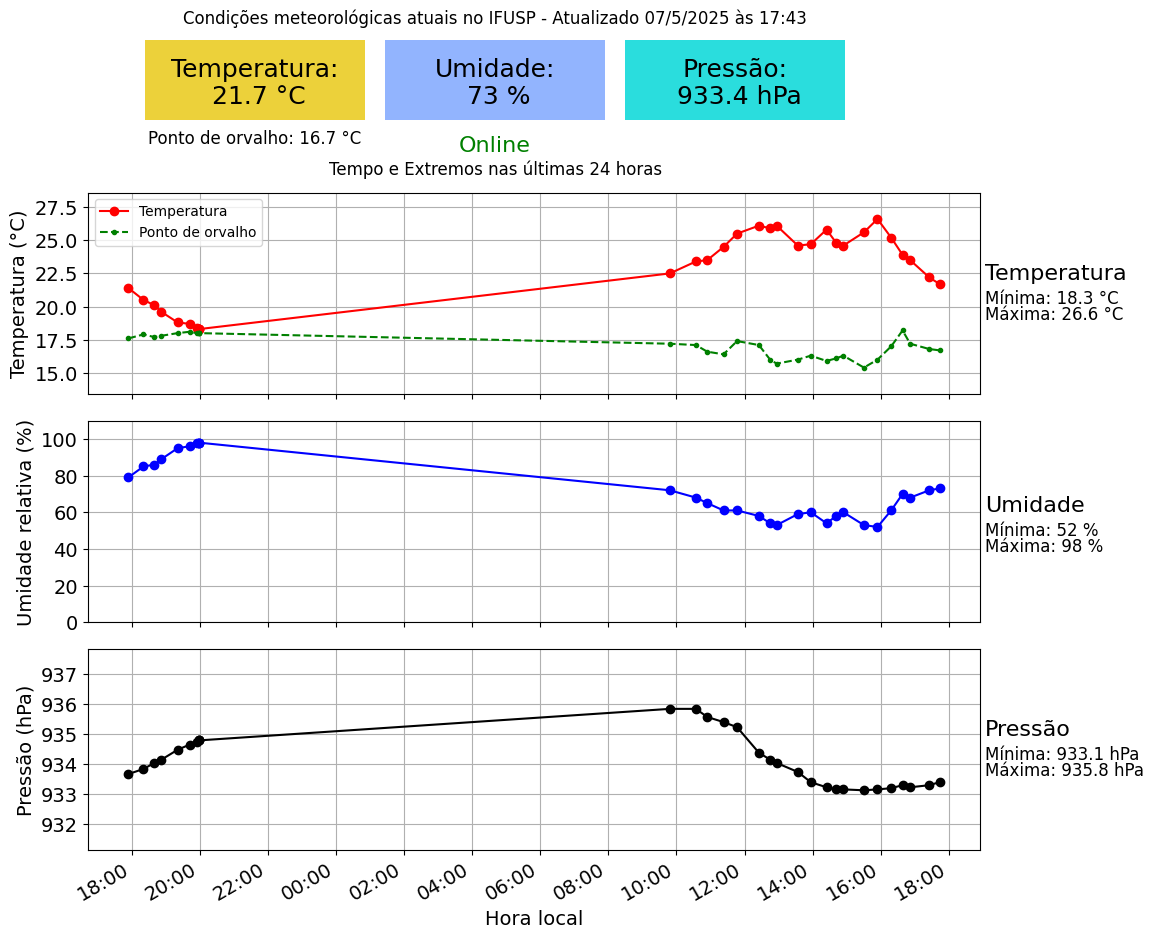 Condições meteorológicas atuais no IFUSP - Atualizado 07/5/2025 às 17:43
Temperatura:
21.7 °C
Umidade:
73 %
Pressão:
933.4 hPa
Ponto de orvalho: 16.7 °C
Online
Tempo e Extremos nas últimas 24 horas
Temperatura (°C)
27.5
25.0
22.5
20.0
17.5
15.0
Temperatura
Ponto de orvalho
Temperatura
Mínima: 18.3 °C
Máxima: 26.6 °C
Umidade relativa (%)
100
80
60
40
20
0
Umidade
Mínima: 52 %
Máxima: 98 %
Pressão (hPa)
937
936
935
934
933
932
Pressão
Mínima: 933.1 hPa
Máxima: 935.8 hPa
18:00 20:00 22:00 00:00 02:00 04:00 06:00 08:00 10:00 12:00 14:00 16:00 18:00
Hora local